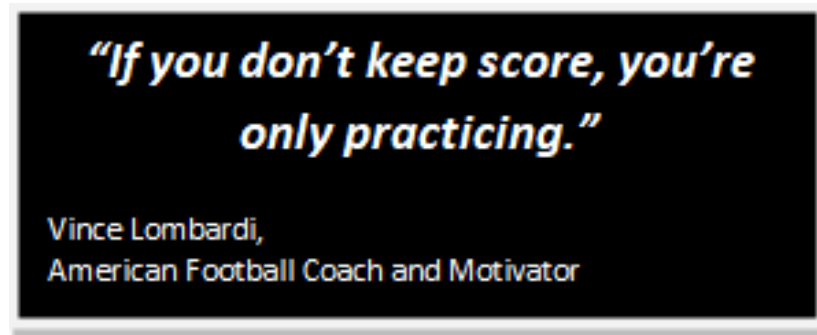 “If you don’t keep score, you’re
only practicing.”
Vince Lombardi,
American Football Coach and Motivator